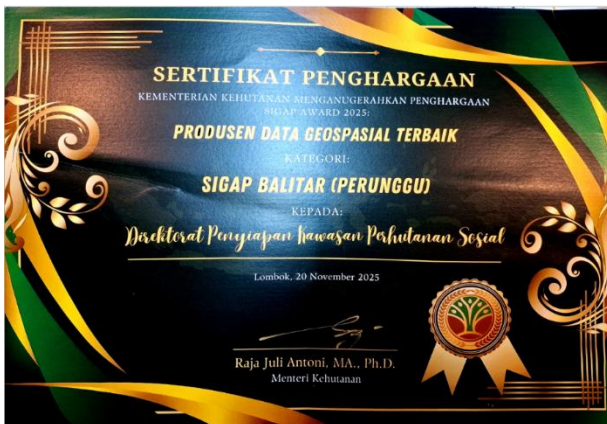 SERTIFIKAT PENGHARGAAN
KEMENTERIAN KEHUTANAN MENGANUGERAHKAN PENGHARGAAN
SIGAP AWARD 2025:
PRODUSEN DATA GEOSPASIAL TERBAIK
KATEGORI:
SIGAP BALITAR (PERUNGGU)
KEPADA:
Direktorat Penyiapan Kawasan Perhutanan Sosial
Lombok, 20 November 2025
Raja Juli Antoni, MA., Ph.D.
Menteri Kehutanan